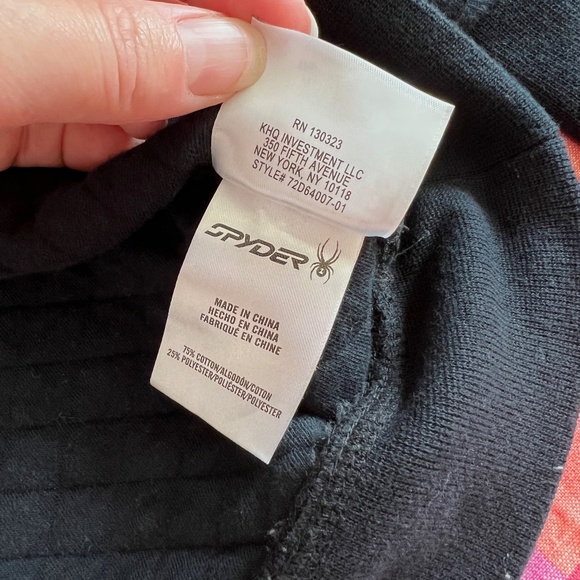 RN 130323
KHQ INVESTMENT LLC
350 FIFTH AVENUE
NEW YORK, NY 10118
STYLE# 72D64007-01
SPYDER
MADE IN CHINA
HECHO EN CHINA
FABRIQUÉ EN CHINE
75% COTTON/ALGODÓN/COTON
25% POLYESTER/POLIÉSTER/POLYESTER